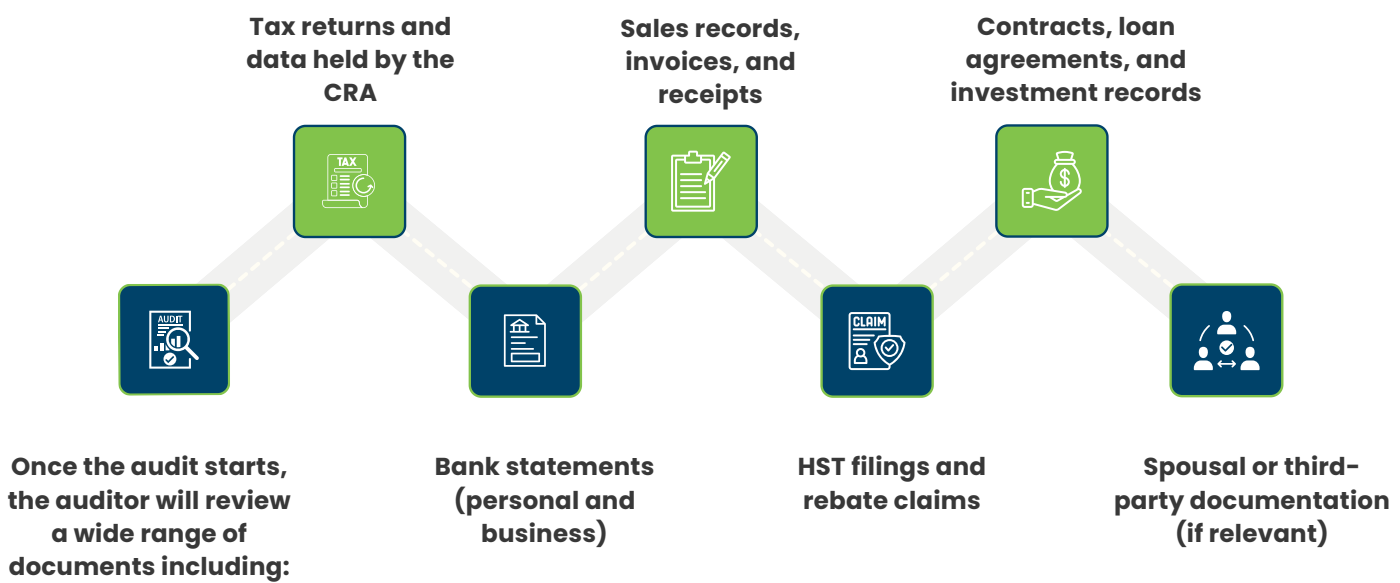 Once the audit starts,
the auditor will review
a wide range of
documents including:
Tax returns and
data held by the
CRA
Bank statements
(personal and
business)
Sales records,
invoices, and
receipts
HST filings and
rebate claims
Contracts, loan
agreements, and
investment records
Spousal or third-
party documentation
(if relevant)
AUDIT
TAX
CLAIM
$